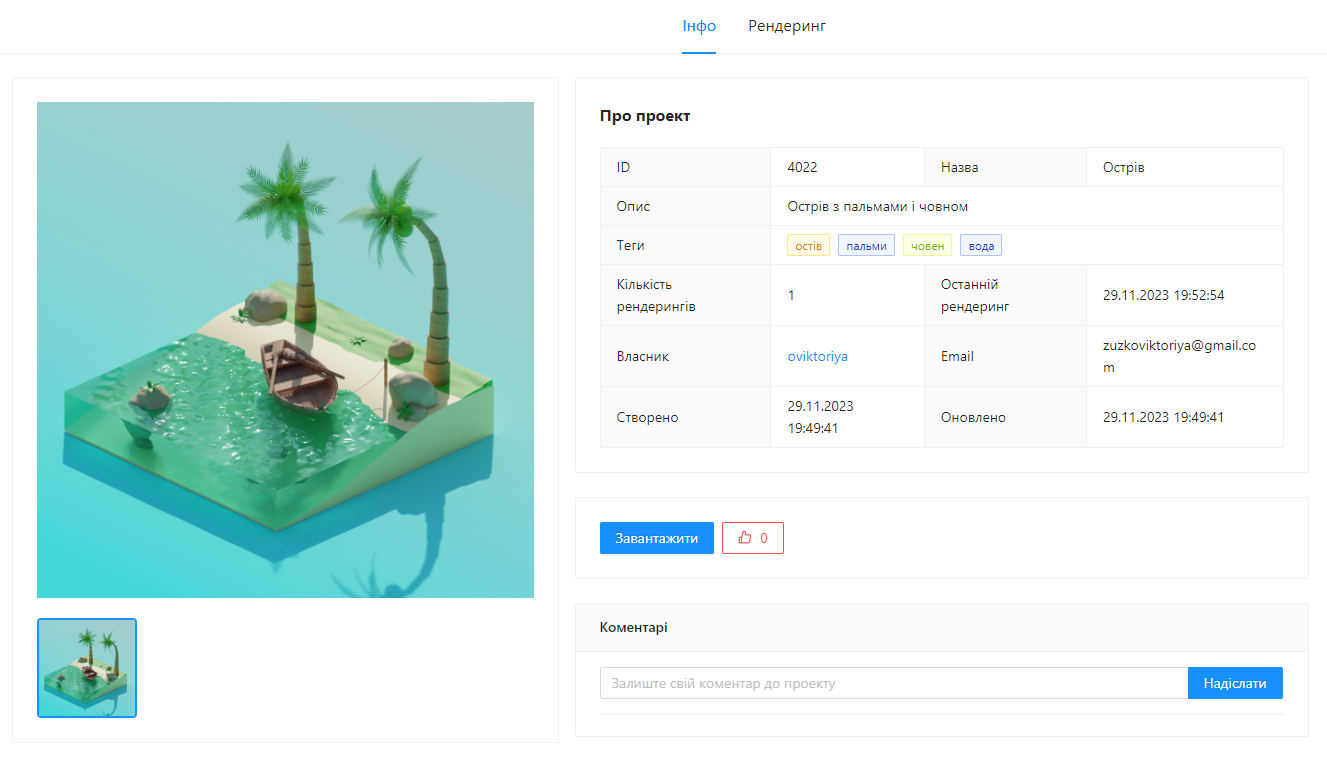 Інфо Рендеринг
Про проект
ID 4022 Назва Острів
Опис Острів з пальмами і човном
Теги остів пальми човен вода
Кількість
рендерингів 1 Останній
рендеринг 29.11.2023 19:52:54
Власник oviktoriya Email zuzkoviktoriya@gmail.co
m
Створено 29.11.2023
19:49:41 Оновлено 29.11.2023 19:49:41
Завантажити 0
Коментарі
Залиште свій коментар до проекту Надіслати